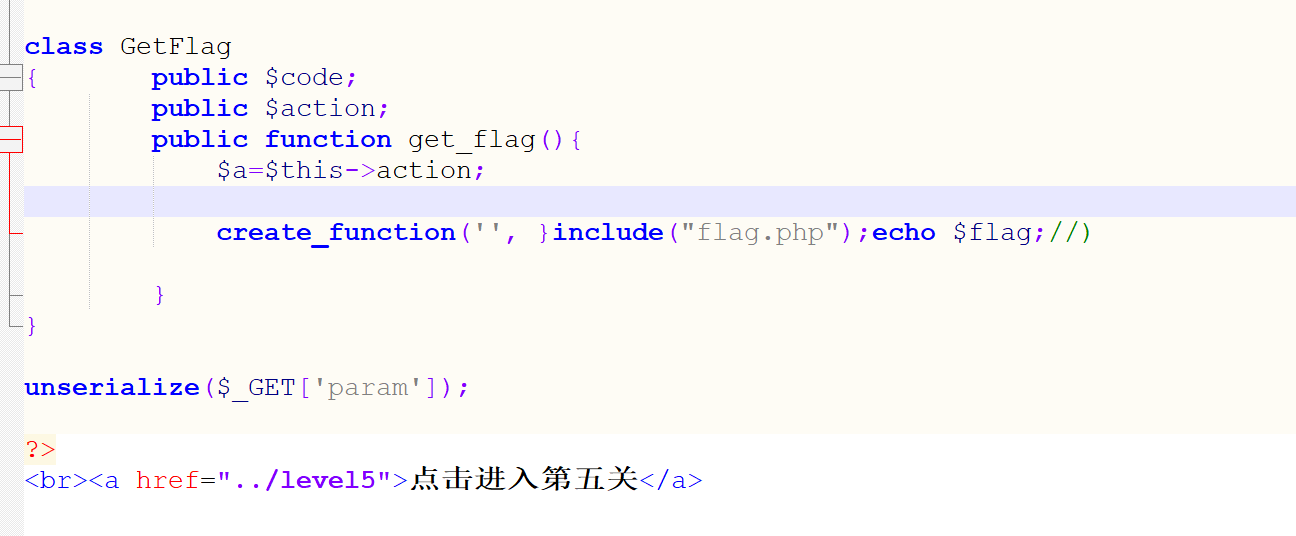 class GetFlag
{ public $code;
public $action;
public function get_flag(){
$a=$this->action;
create_function('', }include("flag.php");echo $flag;//)
}
}
unserialize($_GET['param']);
?>
<br><a href="../level5">点击进入第五关</a>